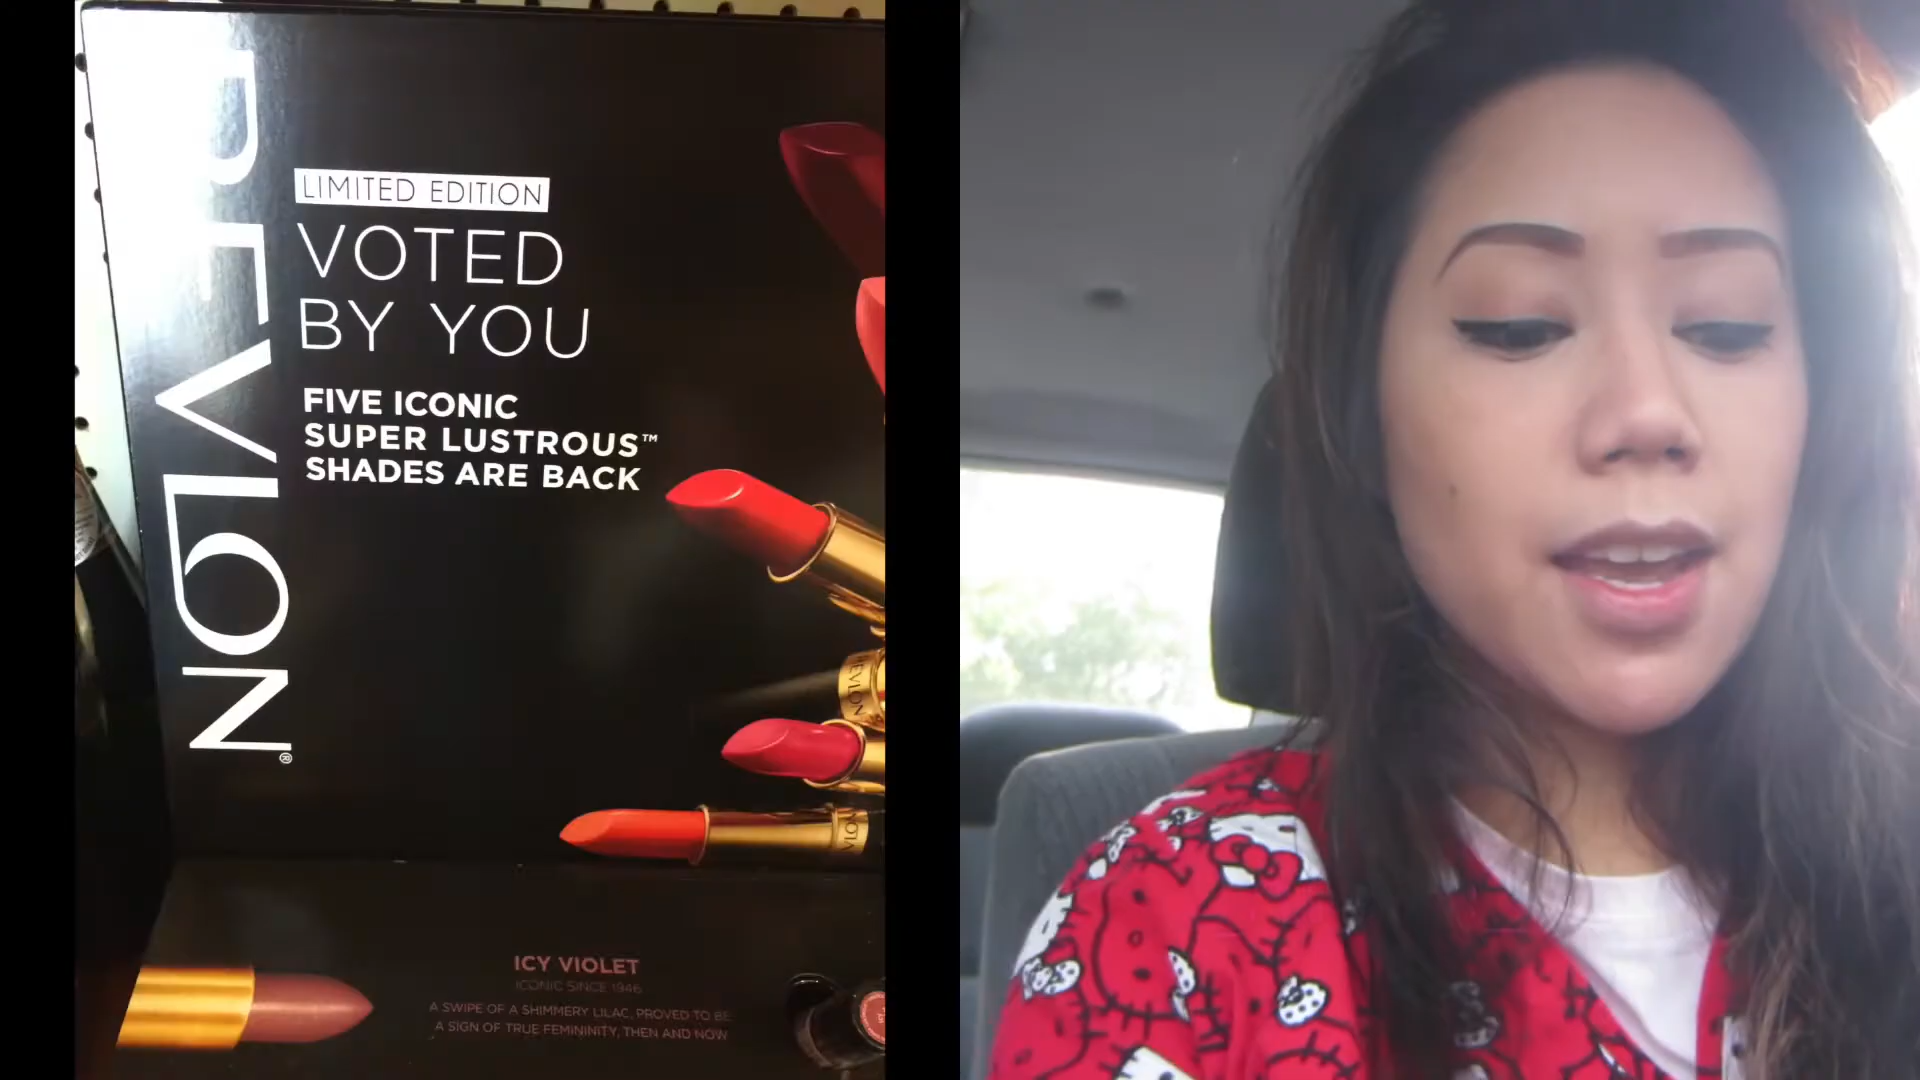 REVLON®
LIMITED EDITION
VOTED
BY YOU
FIVE ICONIC
SUPER LUSTROUS™
SHADES ARE BACK
REVLON
ICY VIOLET
ICONIC SINCE 1946
A SWIPE OF A SHIMMERY LILAC, PROVED TO BE
A SIGN OF TRUE FEMININITY, THEN AND NOW